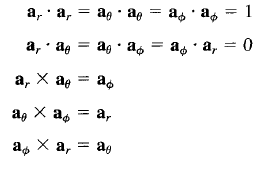 a_r · a_r = a_θ · a_θ = a_ϕ · a_ϕ = 1
a_r · a_θ = a_θ · a_ϕ = a_ϕ · a_r = 0
a_r × a_θ = a_ϕ
a_θ × a_ϕ = a_r
a_ϕ × a_r = a_θ